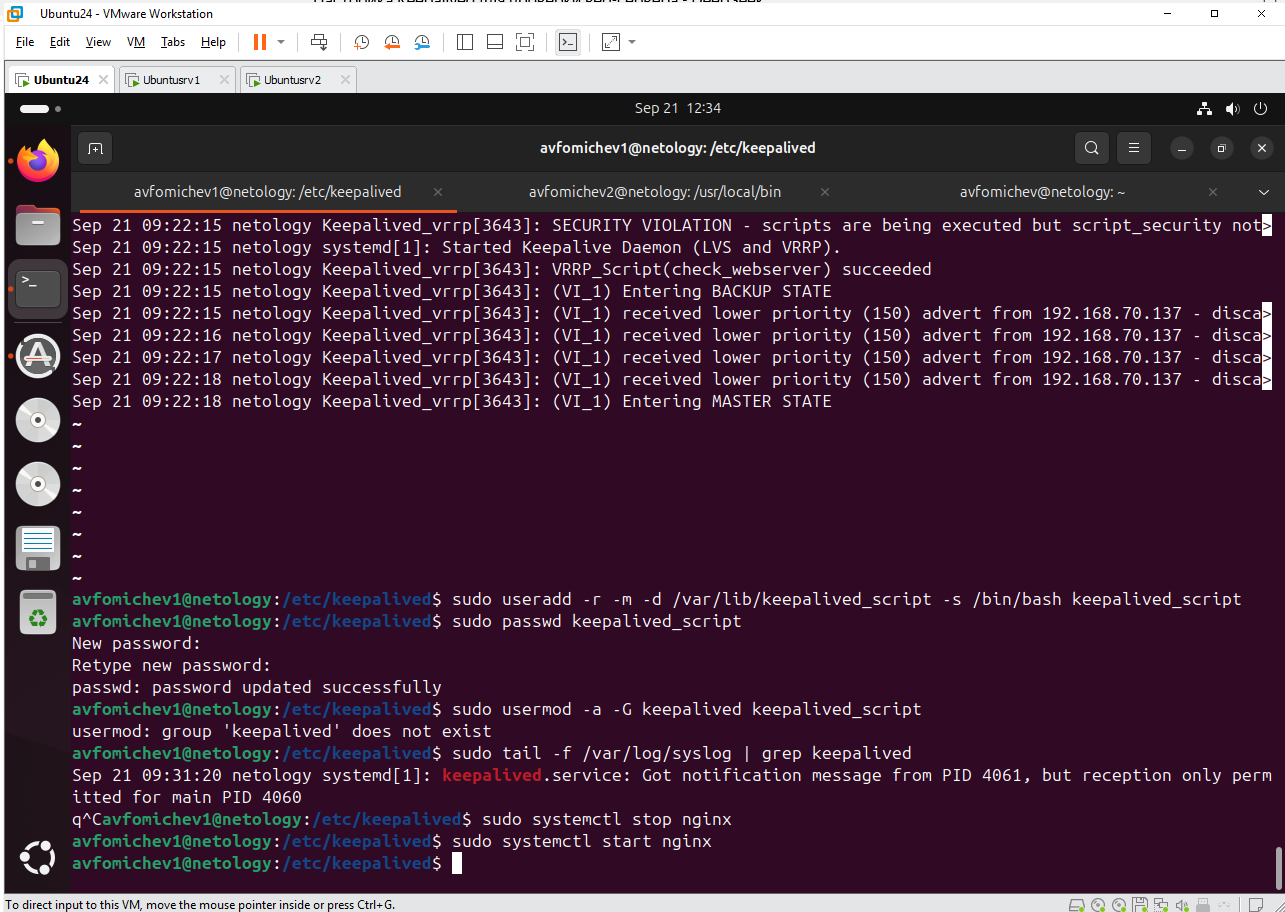 Ubuntu24 - VMware Workstation
File Edit View VM Tabs Help
Ubuntu24 Ubuntusrv1 Ubuntusrv2
Sep 21 12:34
avfomichev1@netology: /etc/keepalived
avfomichev1@netology: /etc/keepalived avfomichev2@netology: /usr/local/bin avfomichev@netology: ~
Sep 21 09:22:15 netology Keepalived_vrrp[3643]: SECURITY VIOLATION - scripts are being executed but script_security not>
Sep 21 09:22:15 netology systemd[1]: Started Keepalive Daemon (LVS and VRRP).
Sep 21 09:22:15 netology Keepalived_vrrp[3643]: VRRP_Script(check_webserver) succeeded
Sep 21 09:22:15 netology Keepalived_vrrp[3643]: (VI_1) Entering BACKUP STATE
Sep 21 09:22:15 netology Keepalived_vrrp[3643]: (VI_1) received lower priority (150) advert from 192.168.70.137 - disca>
Sep 21 09:22:16 netology Keepalived_vrrp[3643]: (VI_1) received lower priority (150) advert from 192.168.70.137 - disca>
Sep 21 09:22:17 netology Keepalived_vrrp[3643]: (VI_1) received lower priority (150) advert from 192.168.70.137 - disca>
Sep 21 09:22:18 netology Keepalived_vrrp[3643]: (VI_1) received lower priority (150) advert from 192.168.70.137 - disca>
Sep 21 09:22:18 netology Keepalived_vrrp[3643]: (VI_1) Entering MASTER STATE
~
~
~
~
~
~
~
~
avfomichev1@netology:/etc/keepalived$ sudo useradd -r -m -d /var/lib/keepalived_script -s /bin/bash keepalived_script
avfomichev1@netology:/etc/keepalived$ sudo passwd keepalived_script
New password:
Retype new password:
passwd: password updated successfully
avfomichev1@netology:/etc/keepalived$ sudo usermod -a -G keepalived keepalived_script
usermod: group 'keepalived' does not exist
avfomichev1@netology:/etc/keepalived$ sudo tail -f /var/log/syslog | grep keepalived
Sep 21 09:31:20 netology systemd[1]: keepalived.service: Got notification message from PID 4061, but reception only perm
itted for main PID 4060
q^Cavfomichev1@netology:/etc/keepalived$ sudo systemctl stop nginx
avfomichev1@netology:/etc/keepalived$ sudo systemctl start nginx
avfomichev1@netology:/etc/keepalived$
To direct input to this VM, move the mouse pointer inside or press Ctrl+G.